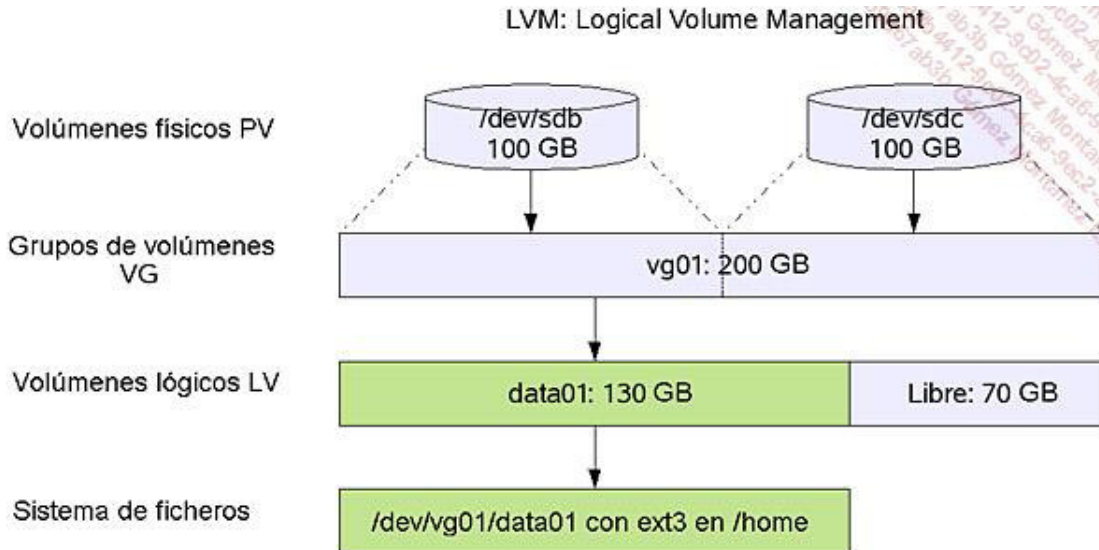 LVM: Logical Volume Management
Volúmenes físicos PV
/dev/sdb
100 GB
/dev/sdc
100 GB
Grupos de volúmenes
VG
vg01: 200 GB
Volúmenes lógicos LV
data01: 130 GB
Libre: 70 GB
Sistema de ficheros
/dev/vg01/data01 con ext3 en /home